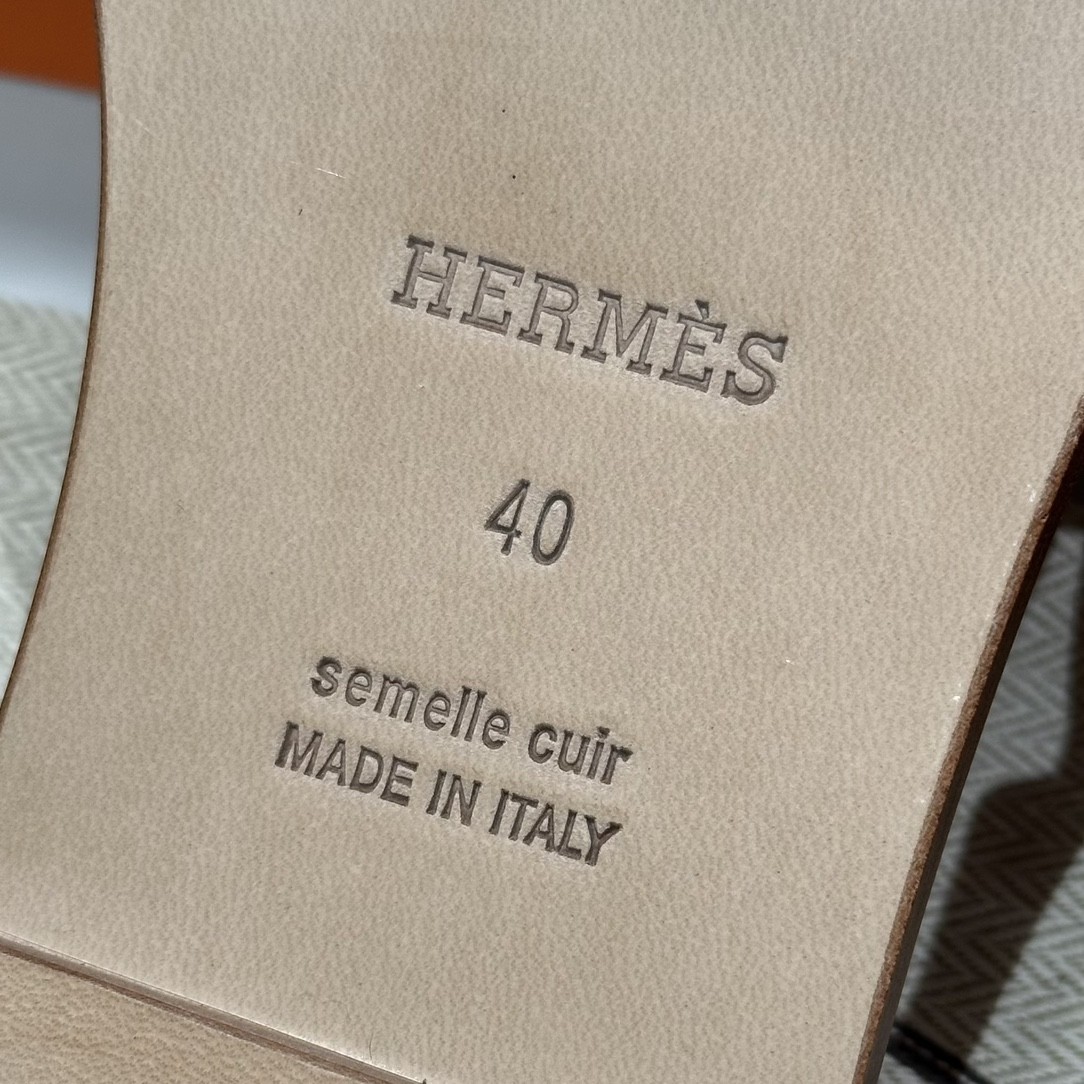 HERMÈS
40
semelle cuir
MADE IN ITALY